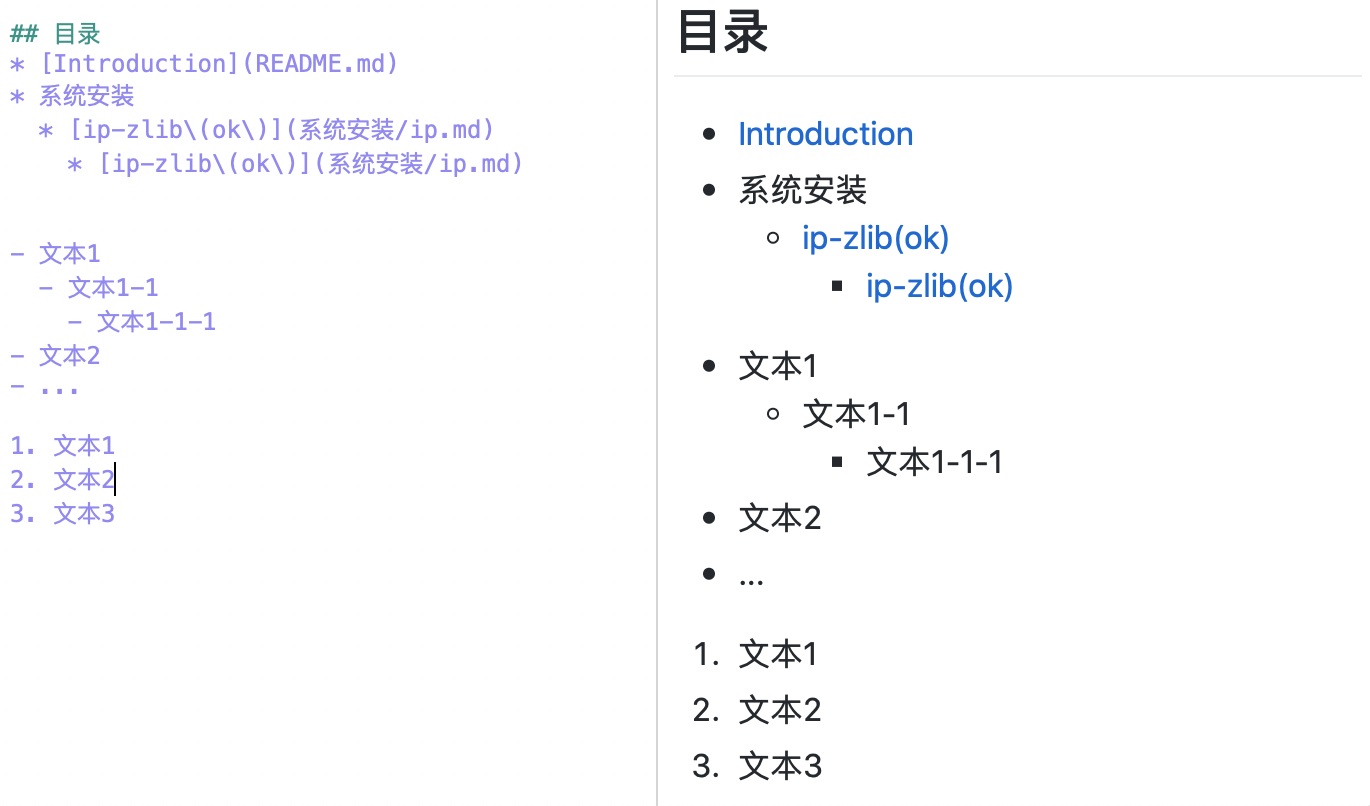 ## 目录
* [Introduction](README.md)
* 系统安装
  * [ip-zlib\(ok\)](系统安装/ip.md)
    * [ip-zlib\(ok\)](系统安装/ip.md)
- 文本1
  - 文本1-1
    - 文本1-1-1
- 文本2
- ...
1. 文本1
2. 文本2
3. 文本3
目录
• Introduction
• 系统安装
◦ ip-zlib(ok)
▪ ip-zlib(ok)
• 文本1
◦ 文本1-1
▪ 文本1-1-1
• 文本2
• ...
1. 文本1
2. 文本2
3. 文本3